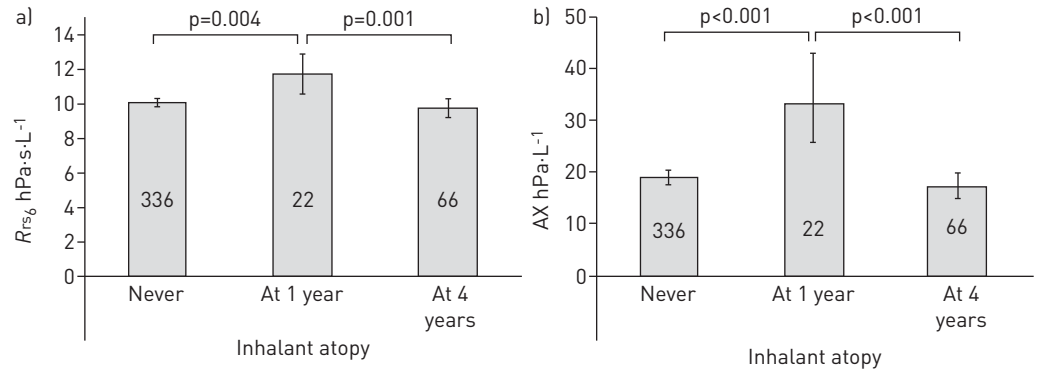 a)
p=0.004
p=0.001
14
12
10
8
6
4
2
0
Rrs₆ hPa·s·L⁻¹
336
22
66
Never
At 1 year
At 4
years
Inhalant atopy
b)
p<0.001
p<0.001
50
40
30
20
10
0
AX hPa·L⁻¹
336
22
66
Never
At 1 year
At 4
years
Inhalant atopy